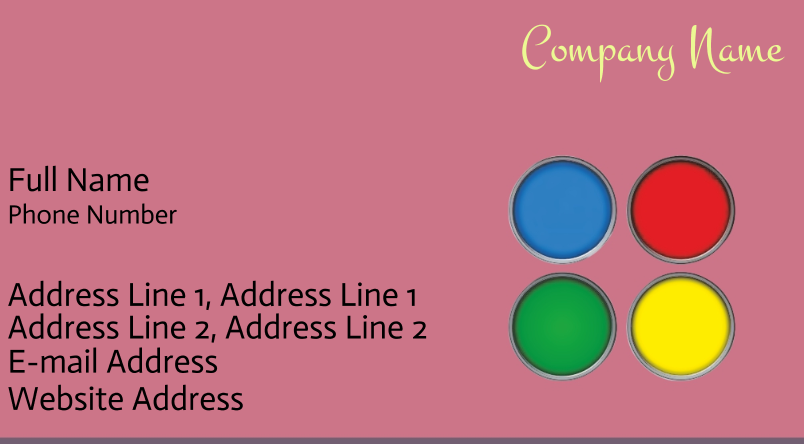 Company Name
Full Name
Phone Number
Address Line 1, Address Line 1
Address Line 2, Address Line 2
E-mail Address
Website Address